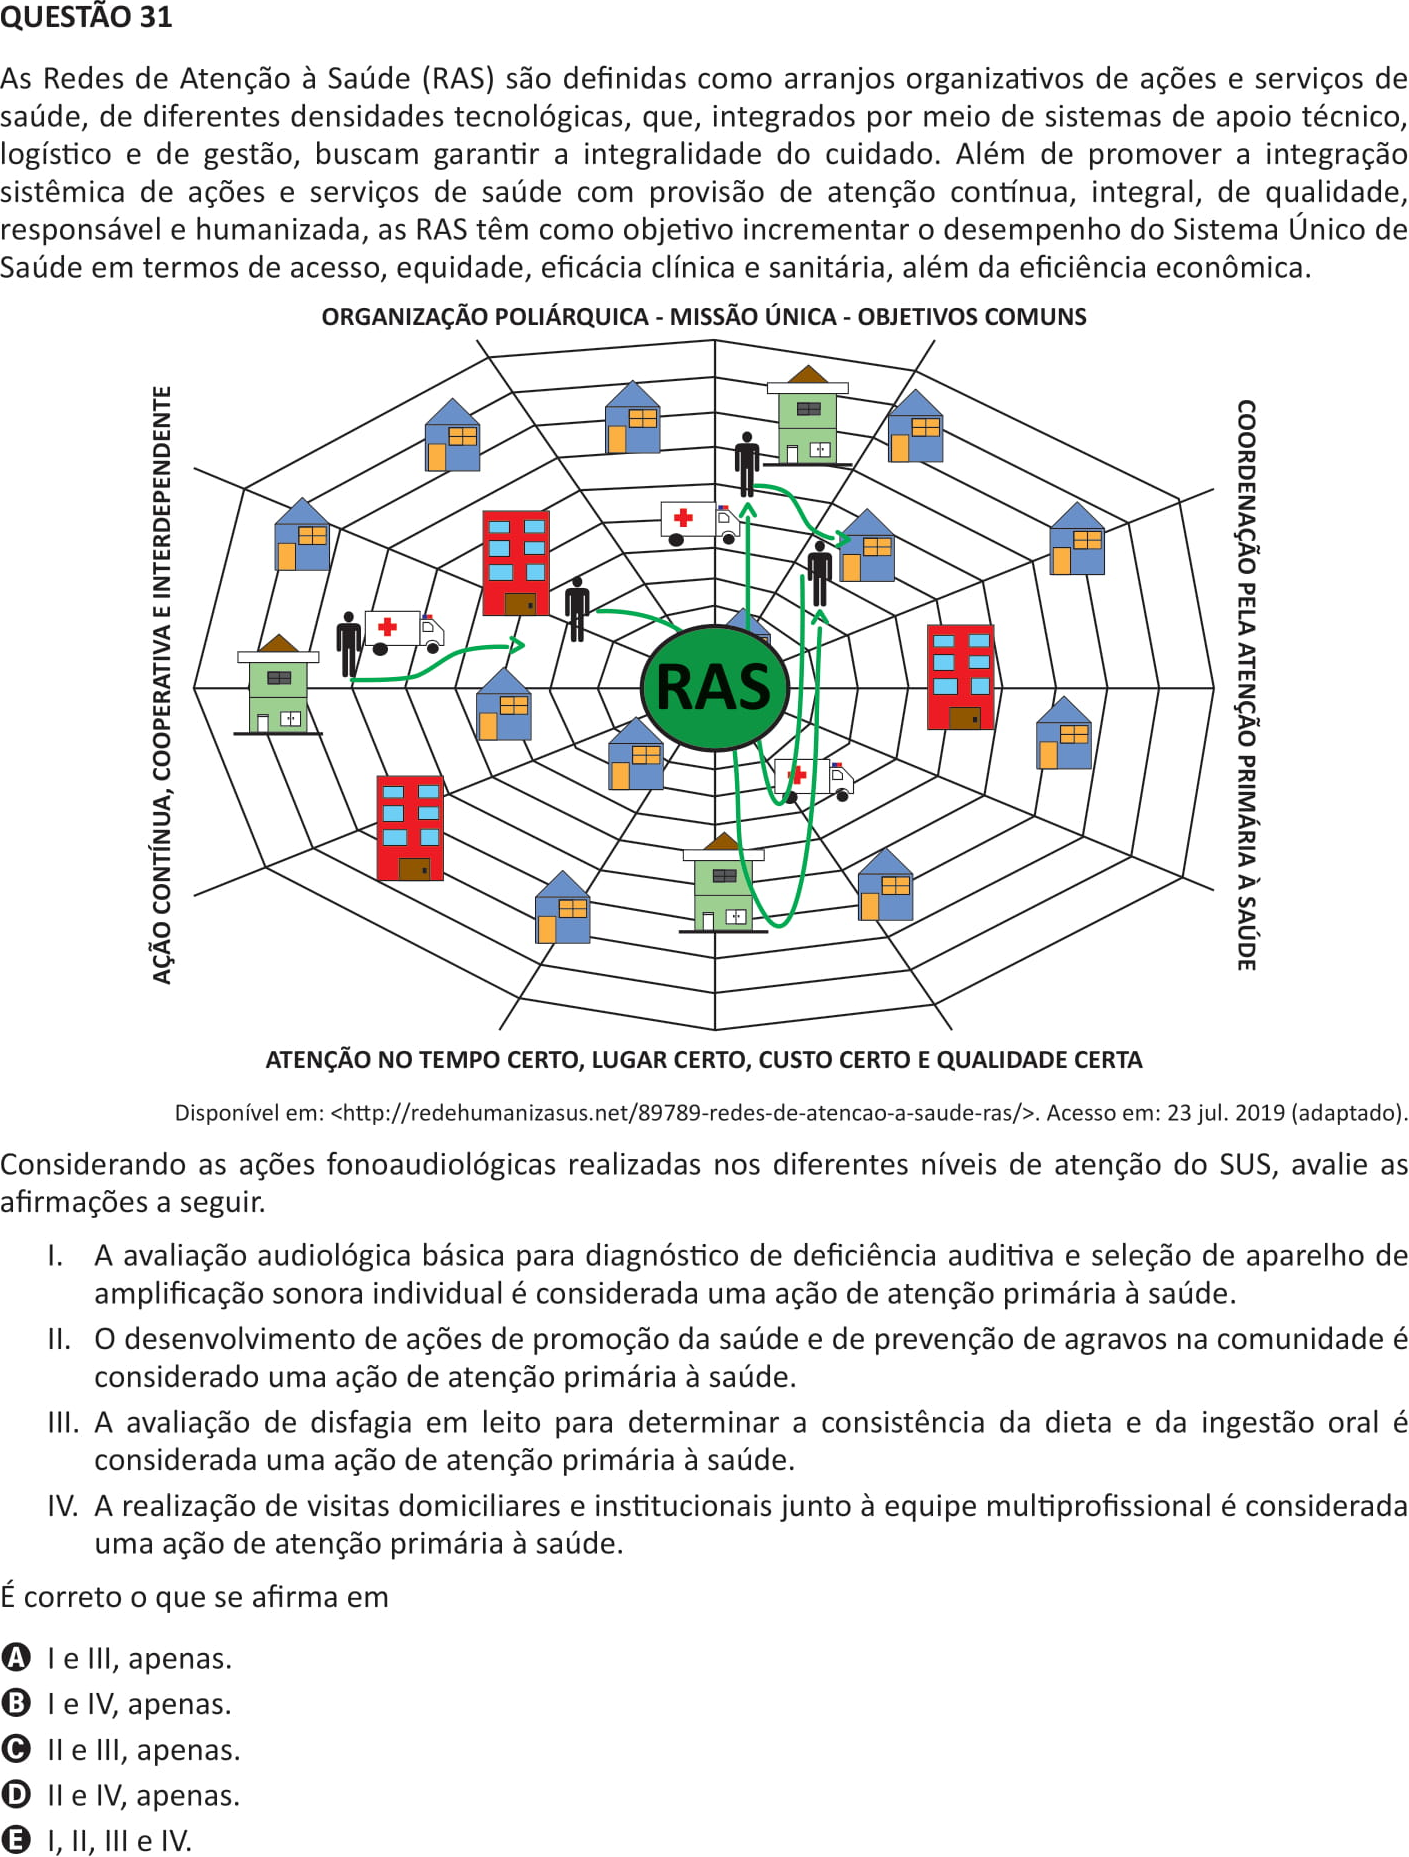 QUESTÃO 31
As Redes de Atenção à Saúde (RAS) são definidas como arranjos organizativos de ações e serviços de
saúde, de diferentes densidades tecnológicas, que, integrados por meio de sistemas de apoio técnico,
logístico e de gestão, buscam garantir a integralidade do cuidado. Além de promover a integração
sistêmica de ações e serviços de saúde com provisão de atenção contínua, integral, de qualidade,
responsável e humanizada, as RAS têm como objetivo incrementar o desempenho do Sistema Único de
Saúde em termos de acesso, equidade, eficácia clínica e sanitária, além da eficiência econômica.
ORGANIZAÇÃO POLIÁRQUICA - MISSÃO ÚNICA - OBJETIVOS COMUNS
AÇÃO CONTÍNUA, COOPERATIVA E INTERDEPENDENTE
RAS
COORDENAÇÃO PELA ATENÇÃO PRIMÁRIA À SAÚDE
ATENÇÃO NO TEMPO CERTO, LUGAR CERTO, CUSTO CERTO E QUALIDADE CERTA
Disponível em: <http://redehumanizasus.net/89789-redes-de-atencao-a-saude-ras/>. Acesso em: 23 jul. 2019 (adaptado).
Considerando as ações fonoaudiológicas realizadas nos diferentes níveis de atenção do SUS, avalie as
afirmações a seguir.
I. A avaliação audiológica básica para diagnóstico de deficiência auditiva e seleção de aparelho de
amplificação sonora individual é considerada uma ação de atenção primária à saúde.
II. O desenvolvimento de ações de promoção da saúde e de prevenção de agravos na comunidade é
considerado uma ação de atenção primária à saúde.
III. A avaliação de disfagia em leito para determinar a consistência da dieta e da ingestão oral é
considerada uma ação de atenção primária à saúde.
IV. A realização de visitas domiciliares e institucionais junto à equipe multiprofissional é considerada
uma ação de atenção primária à saúde.
É correto o que se afirma em
A I e III, apenas.
B I e IV, apenas.
C II e III, apenas.
D II e IV, apenas.
E I, II, III e IV.